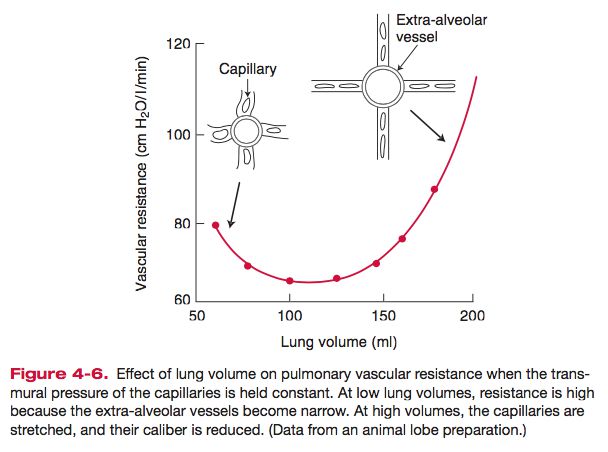 Extra-alveolar
vessel
120
Capillary
100
Vascular resistance (cm H2O/l/min)
80
60
50
100
150
200
Lung volume (ml)
Figure 4-6. Effect of lung volume on pulmonary vascular resistance when the trans-
mural pressure of the capillaries is held constant. At low lung volumes, resistance is high
because the extra-alveolar vessels become narrow. At high volumes, the capillaries are
stretched, and their caliber is reduced. (Data from an animal lobe preparation.)